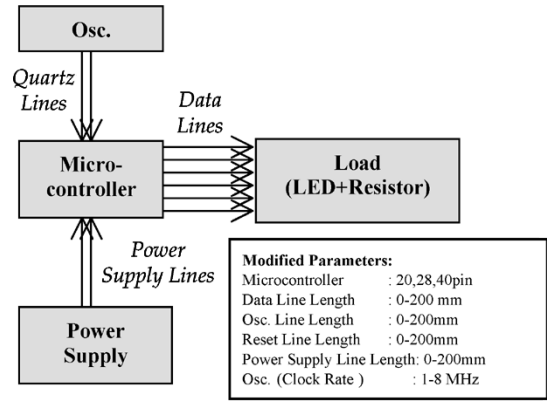 Osc.
Quartz
Lines
Data
Lines
Micro-
controller
Load
(LED+Resistor)
Power
Supply Lines
Power
Supply
Modified Parameters:
Microcontroller : 20,28,40pin
Data Line Length : 0-200 mm
Osc. Line Length : 0-200mm
Reset Line Length : 0-200mm
Power Supply Line Length: 0-200mm
Osc. (Clock Rate ) : 1-8 MHz